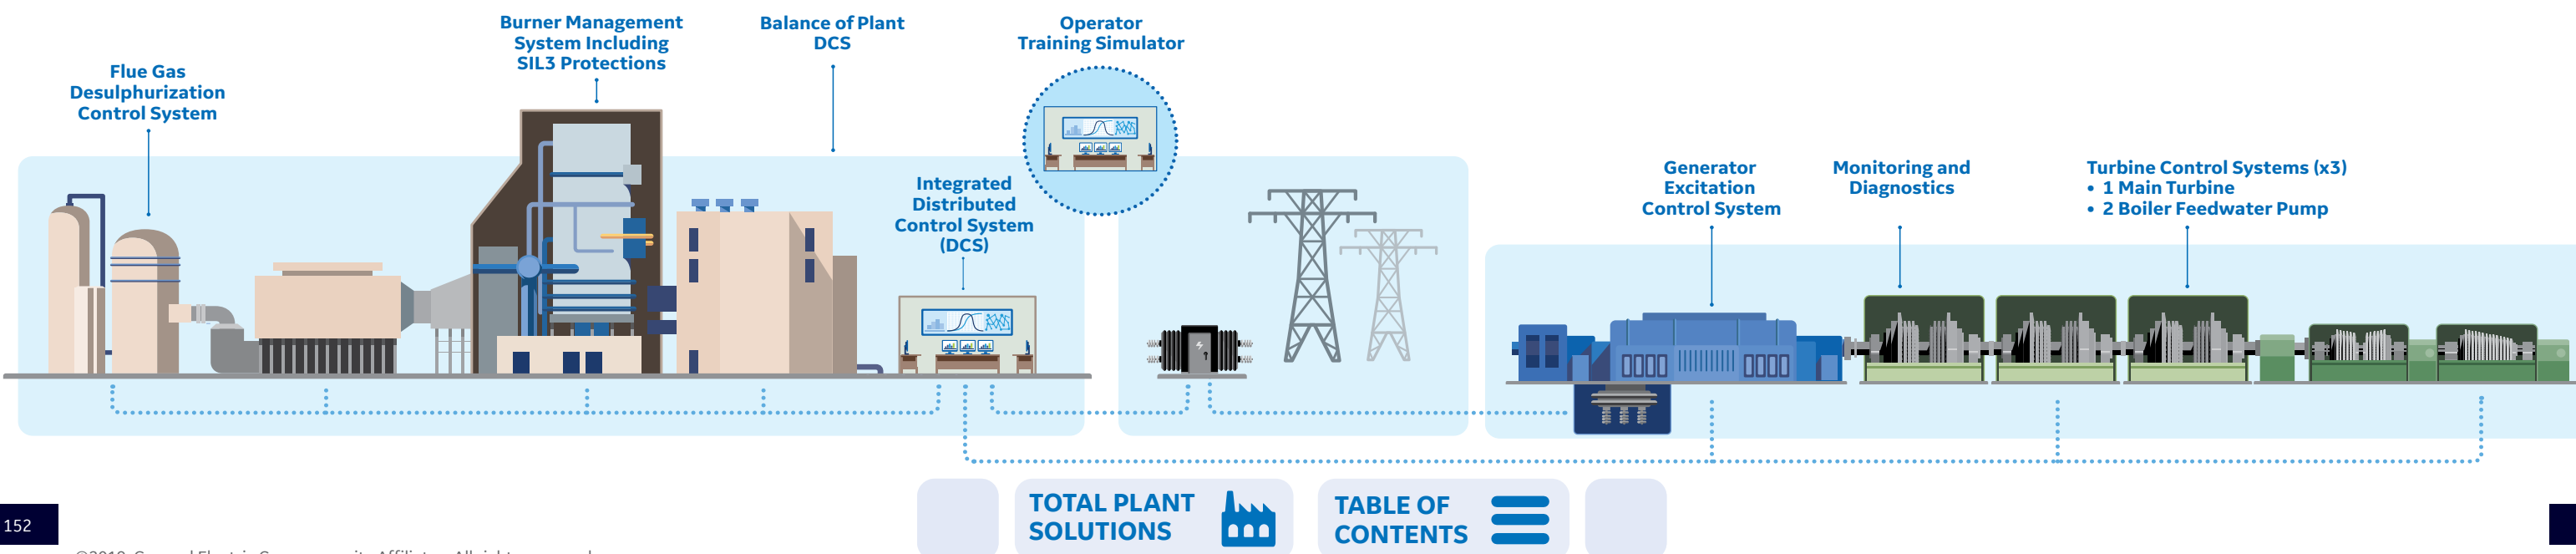 Flue Gas
Desulphurization
Control System
Burner Management
System Including
SIL3 Protections
Balance of Plant
DCS
Operator
Training Simulator
Integrated
Distributed
Control System
(DCS)
Generator
Excitation
Control System
Monitoring and
Diagnostics
Turbine Control Systems (x3)
• 1 Main Turbine
• 2 Boiler Feedwater Pump
TOTAL PLANT
SOLUTIONS
TABLE OF
CONTENTS
152